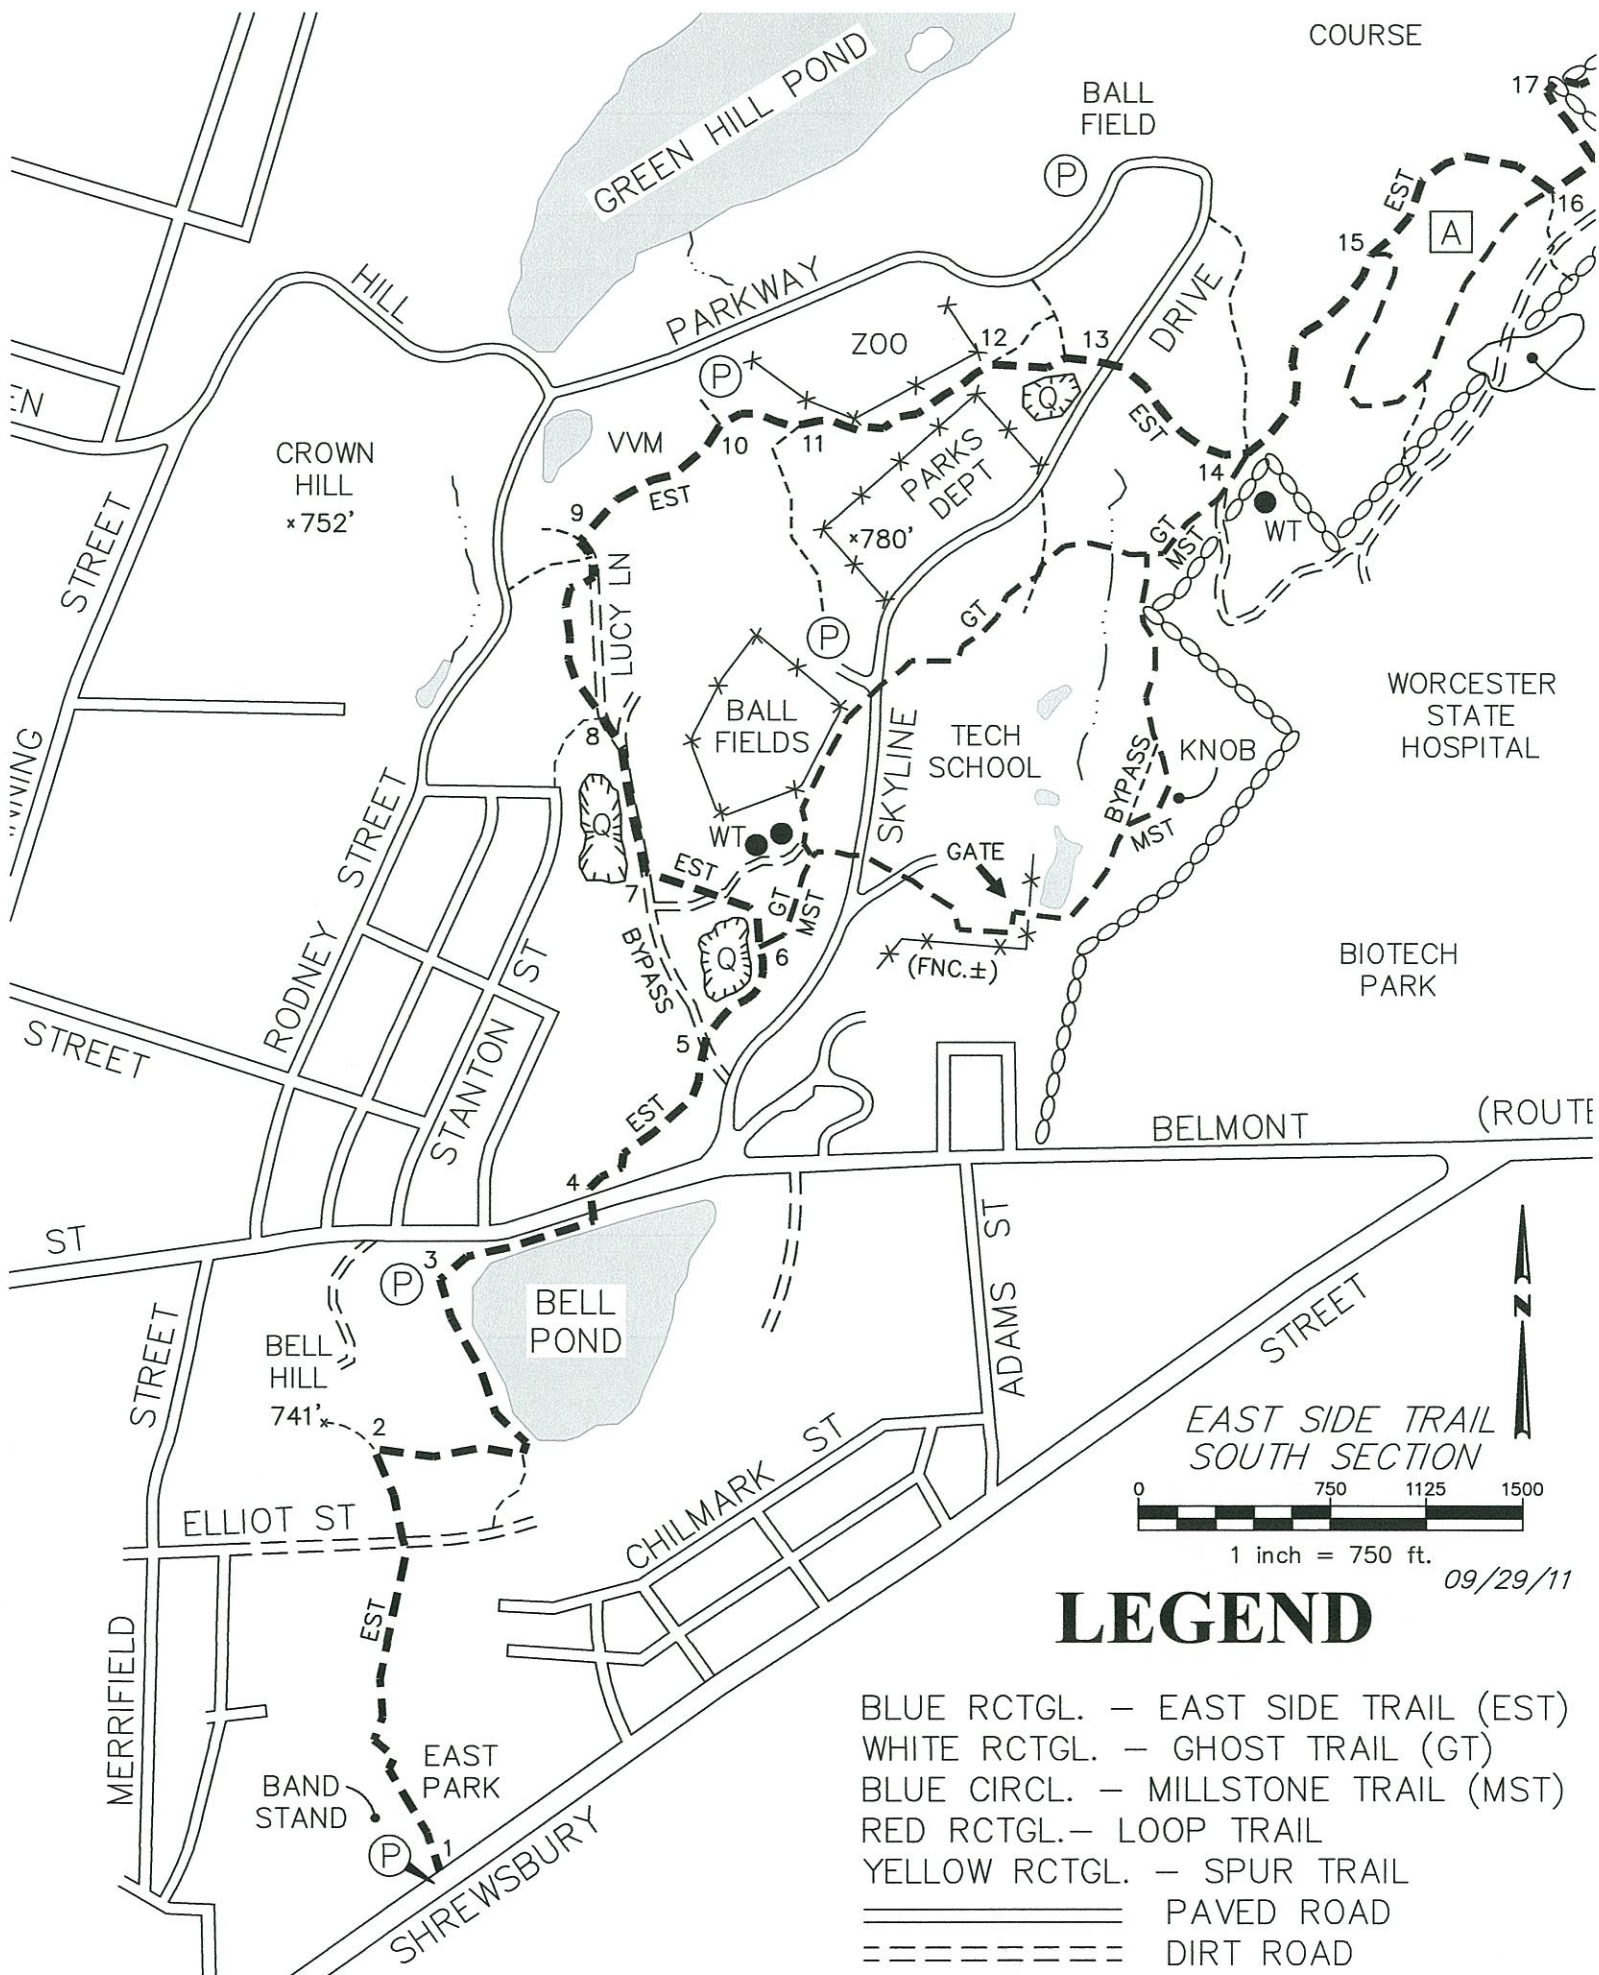 COURSE
17
BALL
FIELD
P
GREEN HILL POND
EST
16
A
15
HILL
PARKWAY
DRIVE
ZOO
12
13
P
Q
EN
EST
10
11
VVM
CROWN
HILL
×752'
PARKS
DEPT
×780'
14
WT
EST
9
GT
MST
STREET
LUCY LN
GT
P
WORCESTER
STATE
HOSPITAL
BALL
FIELDS
TECH
SCHOOL
KNOB
8
NNING
SKYLINE
BYPASS
MST
Q
WT
STREET
GATE
EST
7
GT
MST
RODNEY
ST
BYPASS
Q
6
(FNC.±)
BIOTECH
PARK
STREET
5
STANTON
EST
BELMONT
(ROUTE
4
ST
ST
3
P
BELL
POND
ADAMS
STREET
N
BELL
HILL
741'×
STREET
2
EAST SIDE TRAIL
SOUTH SECTION
ST
CHILMARK
0 750 1125 1500
1 inch = 750 ft.
09/29/11
ELLIOT ST
EST
LEGEND
MERRIFIELD
EAST
PARK
BAND
STAND
P
1
SHREWSBURY
BLUE RCTGL. – EAST SIDE TRAIL (EST)
WHITE RCTGL. – GHOST TRAIL (GT)
BLUE CIRCL. – MILLSTONE TRAIL (MST)
RED RCTGL.– LOOP TRAIL
YELLOW RCTGL. – SPUR TRAIL
PAVED ROAD
DIRT ROAD